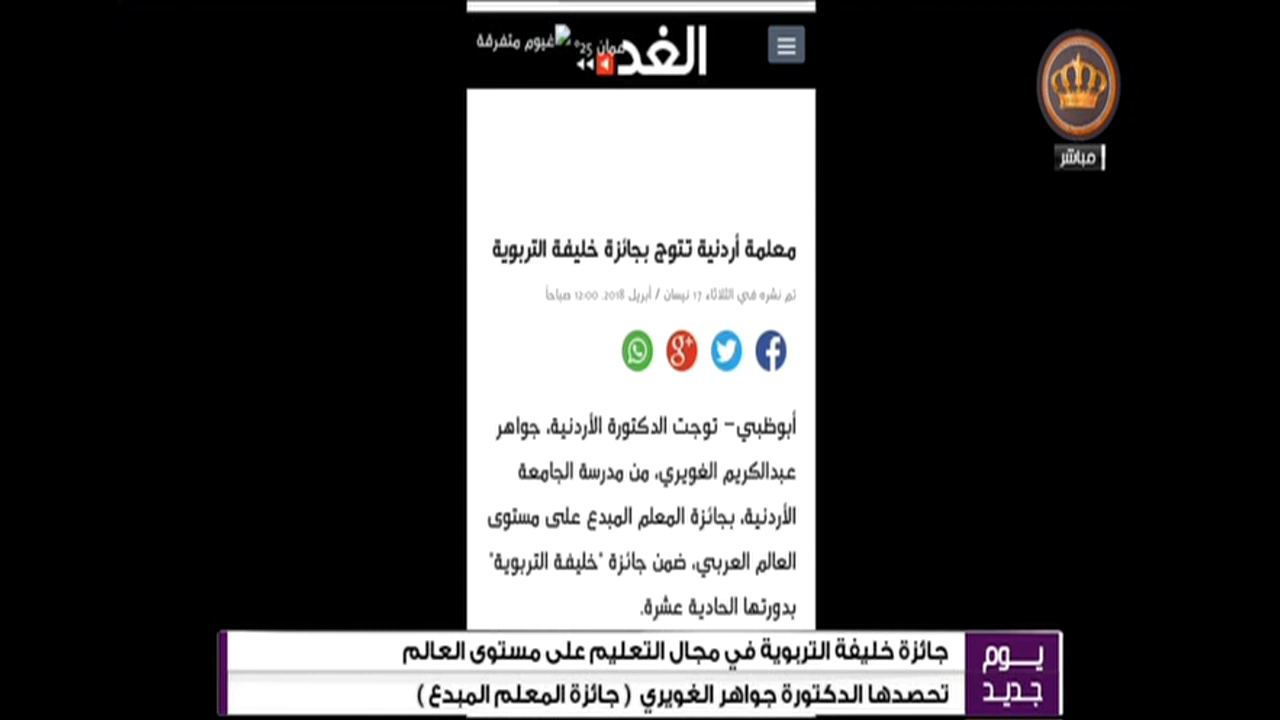 الغد
عمان 25° غيوم متفرقة
مباشر
معلمة أردنية تتوج بجائزة خليفة التربوية
تم نشره في الثلاثاء 17 نيسان / أبريل 2018. 12:00 صباحاً
أبوظبي- توجت الدكتورة الأردنية، جواهر
عبدالكريم الغويري، من مدرسة الجامعة
الأردنية، بجائزة المعلم المبدع على مستوى
العالم العربي، ضمن جائزة "خليفة التربوية"
بدورتها الحادية عشرة.
يوم
جديد
جائزة خليفة التربوية في مجال التعليم على مستوى العالم
تحصدها الدكتورة جواهر الغويري ( جائزة المعلم المبدع )